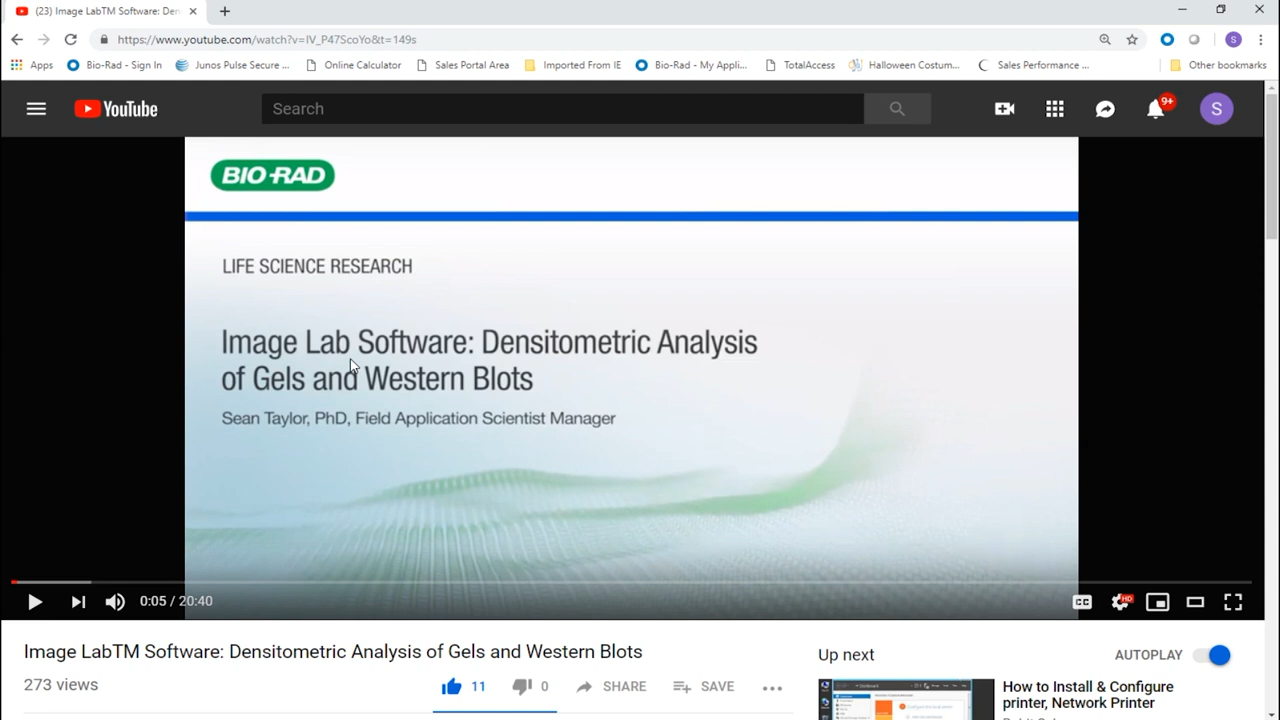 (23) Image LabTM Software: Den
https://www.youtube.com/watch?v=IV_P47ScoYo&t=149s
S
Apps
Bio-Rad - Sign In
Junos Pulse Secure ...
Online Calculator
Sales Portal Area
Imported From IE
Bio-Rad - My Appli...
TotalAccess
Halloween Costum...
Sales Performance ...
Other bookmarks
YouTube
Search
9+
S
BIO-RAD
LIFE SCIENCE RESEARCH
Image Lab Software: Densitometric Analysis
of Gels and Western Blots
Sean Taylor, PhD, Field Application Scientist Manager
0:05 / 20:40
CC
HD
Image LabTM Software: Densitometric Analysis of Gels and Western Blots
273 views
11
0
SHARE
SAVE
Up next
AUTOPLAY
How to Install & Configure
printer, Network Printer